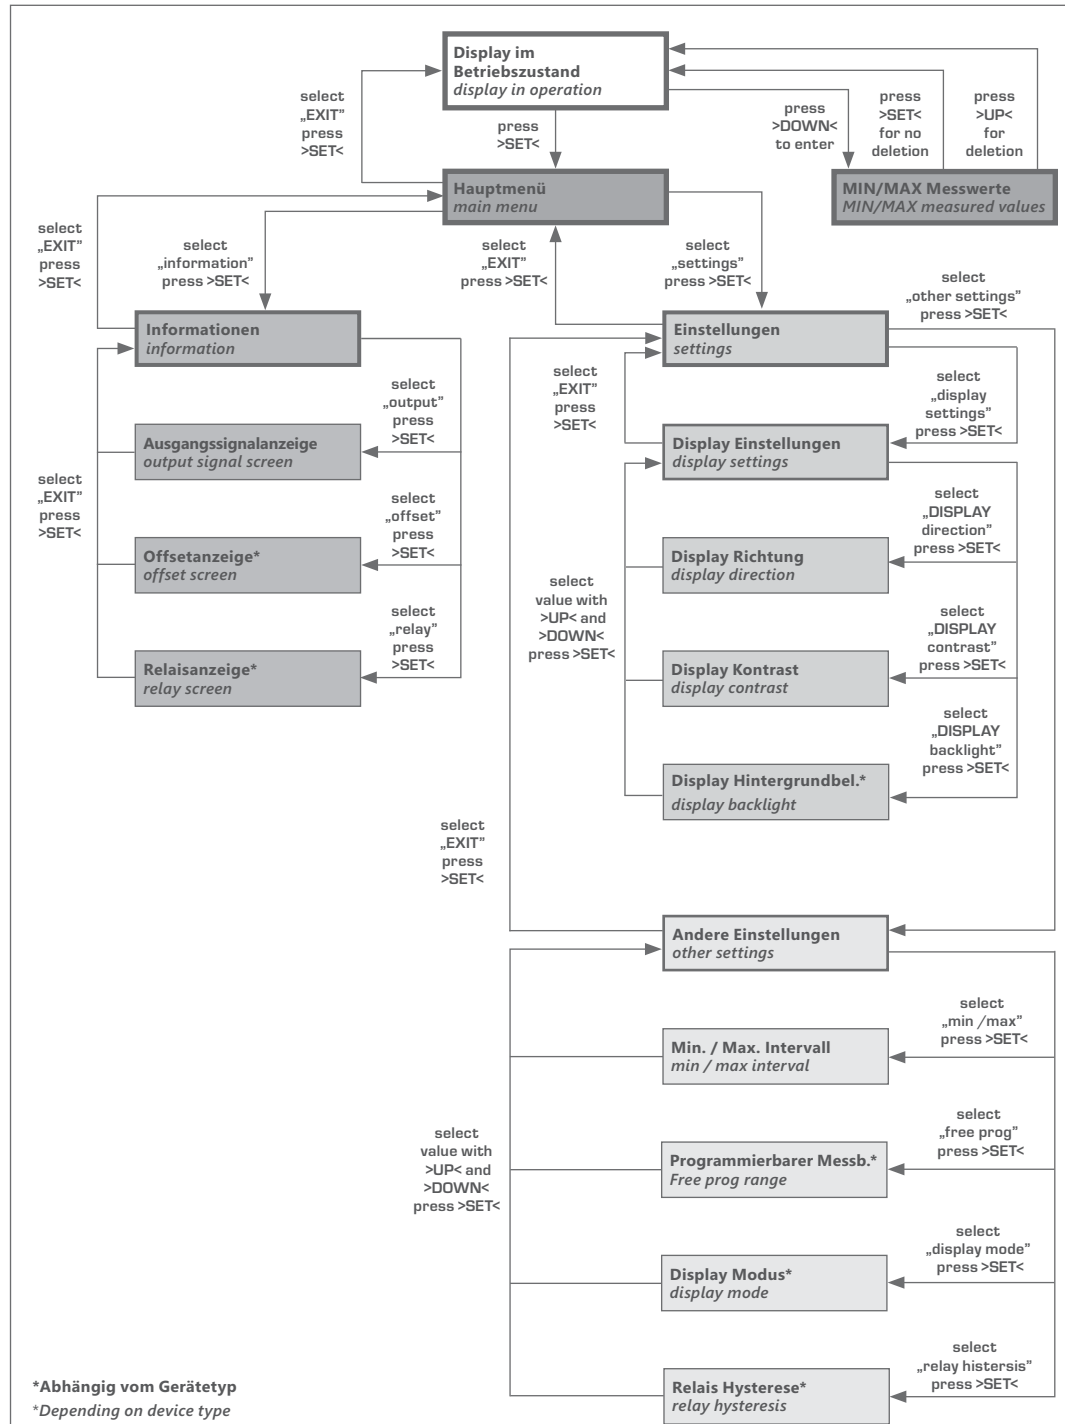 Display im
Betriebszustand
display in operation
select
„EXIT”
press
>SET<
press
>SET<
press
>DOWN<
to enter
press
>SET<
for no
deletion
press
>UP<
for
deletion
Hauptmenü
main menu
MIN/MAX Messwerte
MIN/MAX measured values
select
„EXIT”
press
>SET<
select
„information”
press >SET<
select
„EXIT”
press >SET<
select
„settings”
press >SET<
select
„other settings”
press >SET<
Informationen
information
Einstellungen
settings
select
„output”
press
>SET<
select
„EXIT”
press
>SET<
select
„display
settings”
press >SET<
Ausgangssignalanzeige
output signal screen
Display Einstellungen
display settings
select
„EXIT”
press
>SET<
select
„offset”
press
>SET<
select
„DISPLAY
direction”
press >SET<
Offsetanzeige*
offset screen
Display Richtung
display direction
select
value with
>UP< and
>DOWN<
press >SET<
select
„relay”
press
>SET<
select
„DISPLAY
contrast”
press >SET<
Relaisanzeige*
relay screen
Display Kontrast
display contrast
select
„DISPLAY
backlight”
press >SET<
Display Hintergrundbel.*
display backlight
select
„EXIT”
press
>SET<
Andere Einstellungen
other settings
select
„min /max”
press >SET<
Min. / Max. Intervall
min / max interval
select
„free prog”
press >SET<
select
value with
>UP< and
>DOWN<
press >SET<
Programmierbarer Messb.*
Free prog range
select
„display mode”
press >SET<
Display Modus*
display mode
select
„relay histersis”
press >SET<
Relais Hysterese*
relay hysteresis
*Abhängig vom Gerätetyp
*Depending on device type